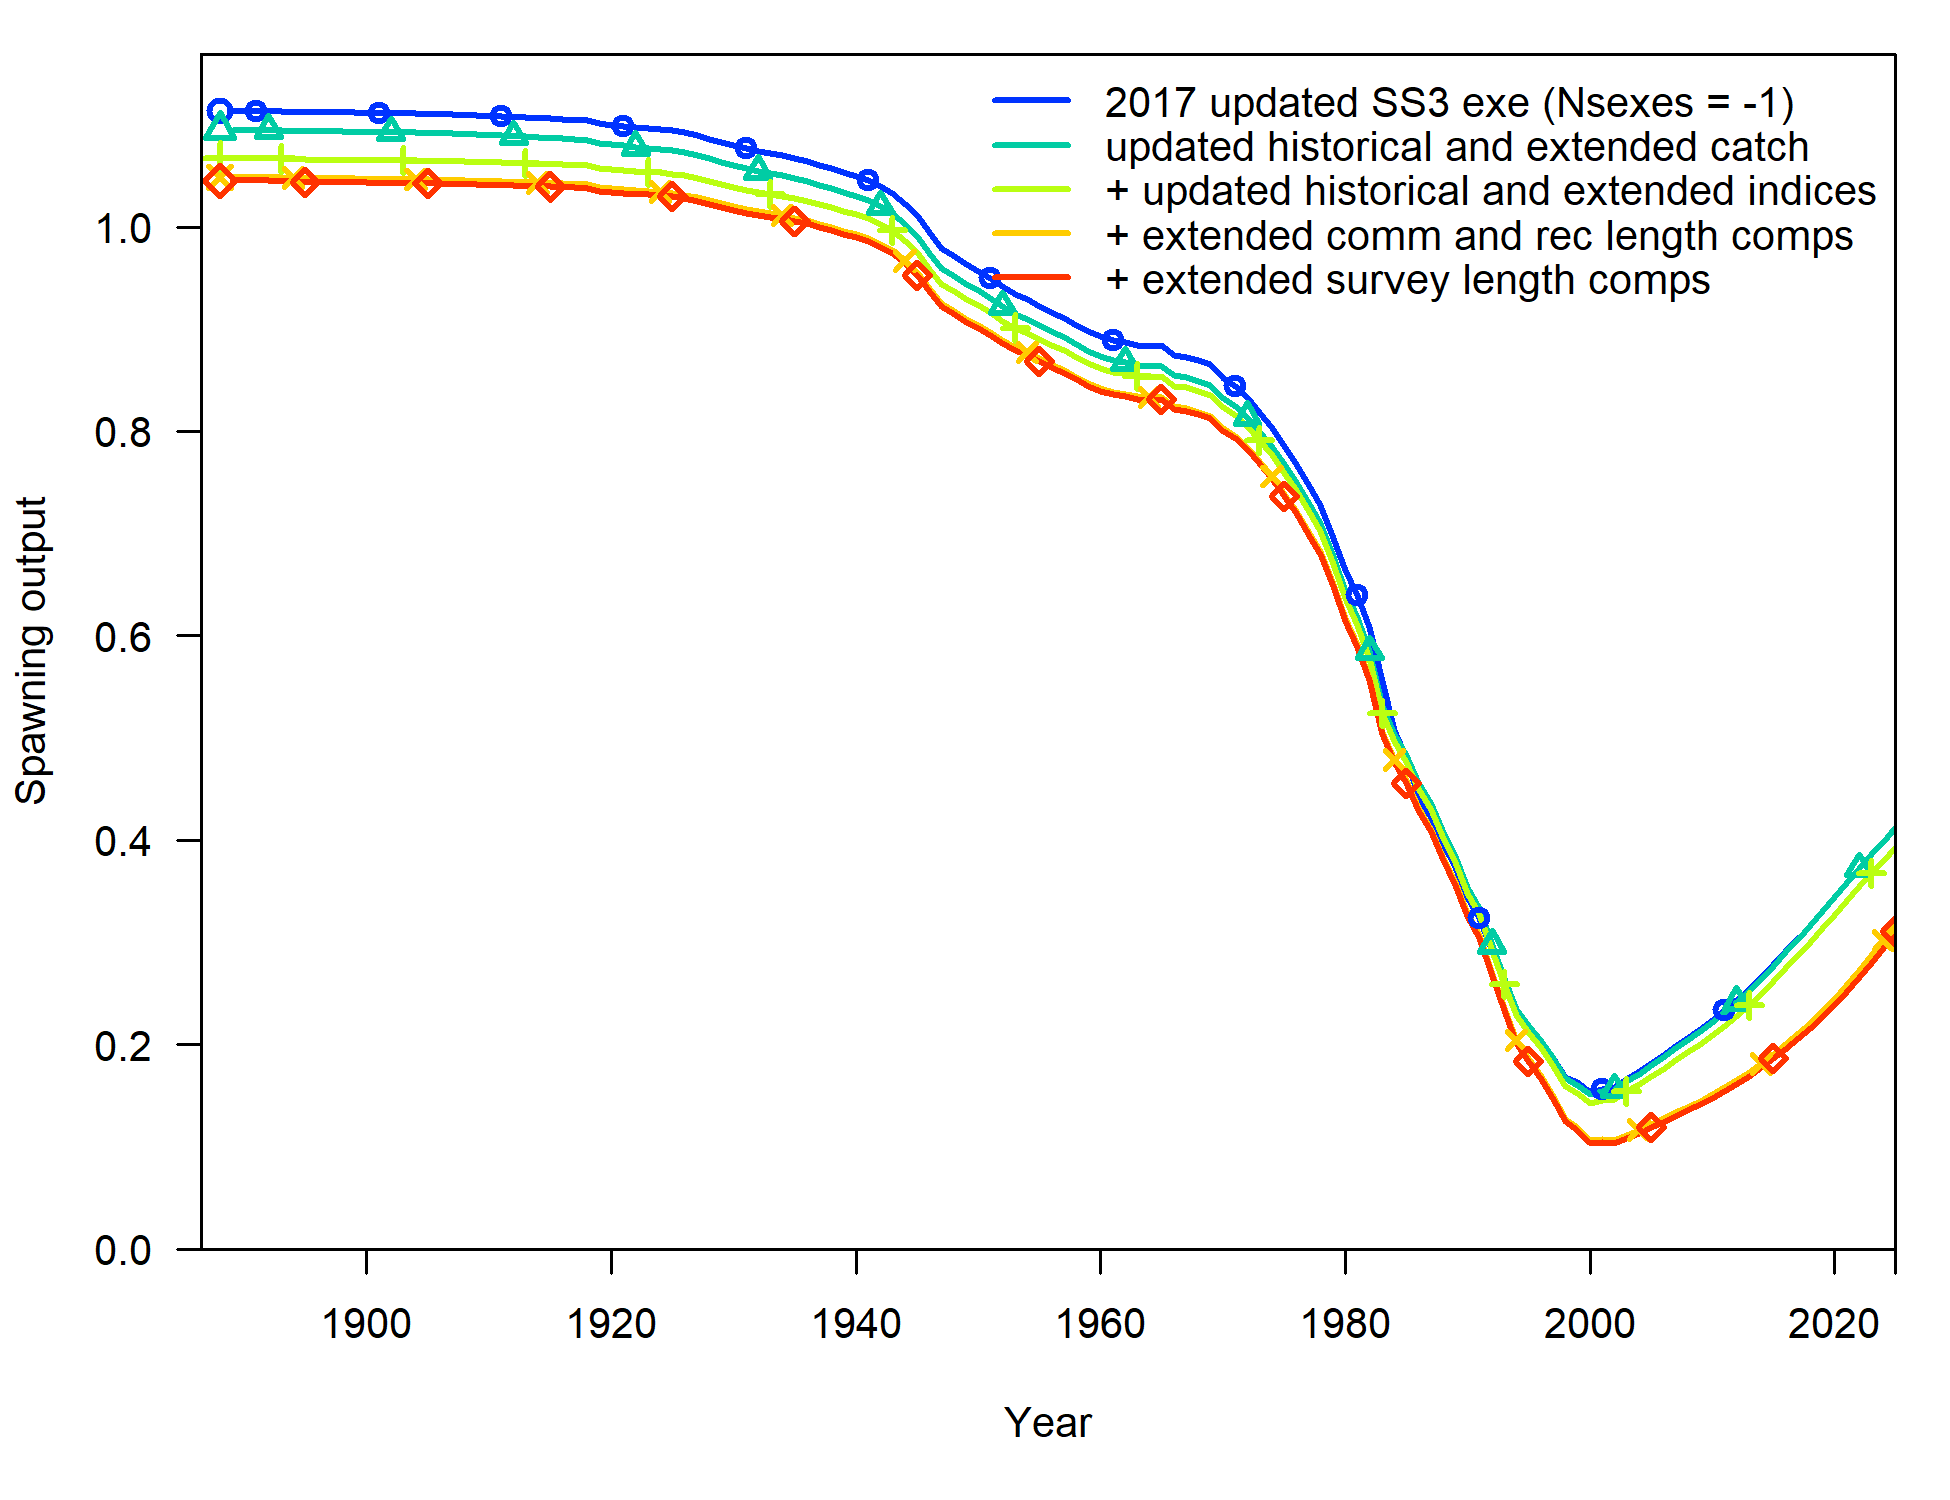 2017 updated SS3 exe (Nsexes = -1)
updated historical and extended catch
+ updated historical and extended indices
+ extended comm and rec length comps
+ extended survey length comps
Spawning output
1.0
0.8
0.6
0.4
0.2
0.0
1900 1920 1940 1960 1980 2000 2020
Year